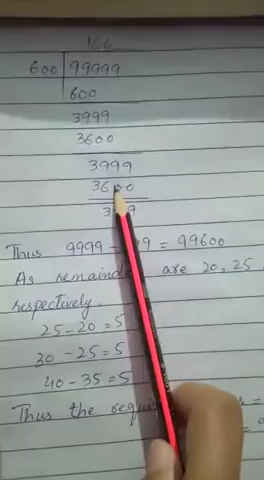 166
600 99999
600
3999
3600
3999
3600
Thus 9999 - = 99600
As remaind are 20, 25
respectively.
25-20=5
30-25=5
40-35=5
Thus the requ =
=